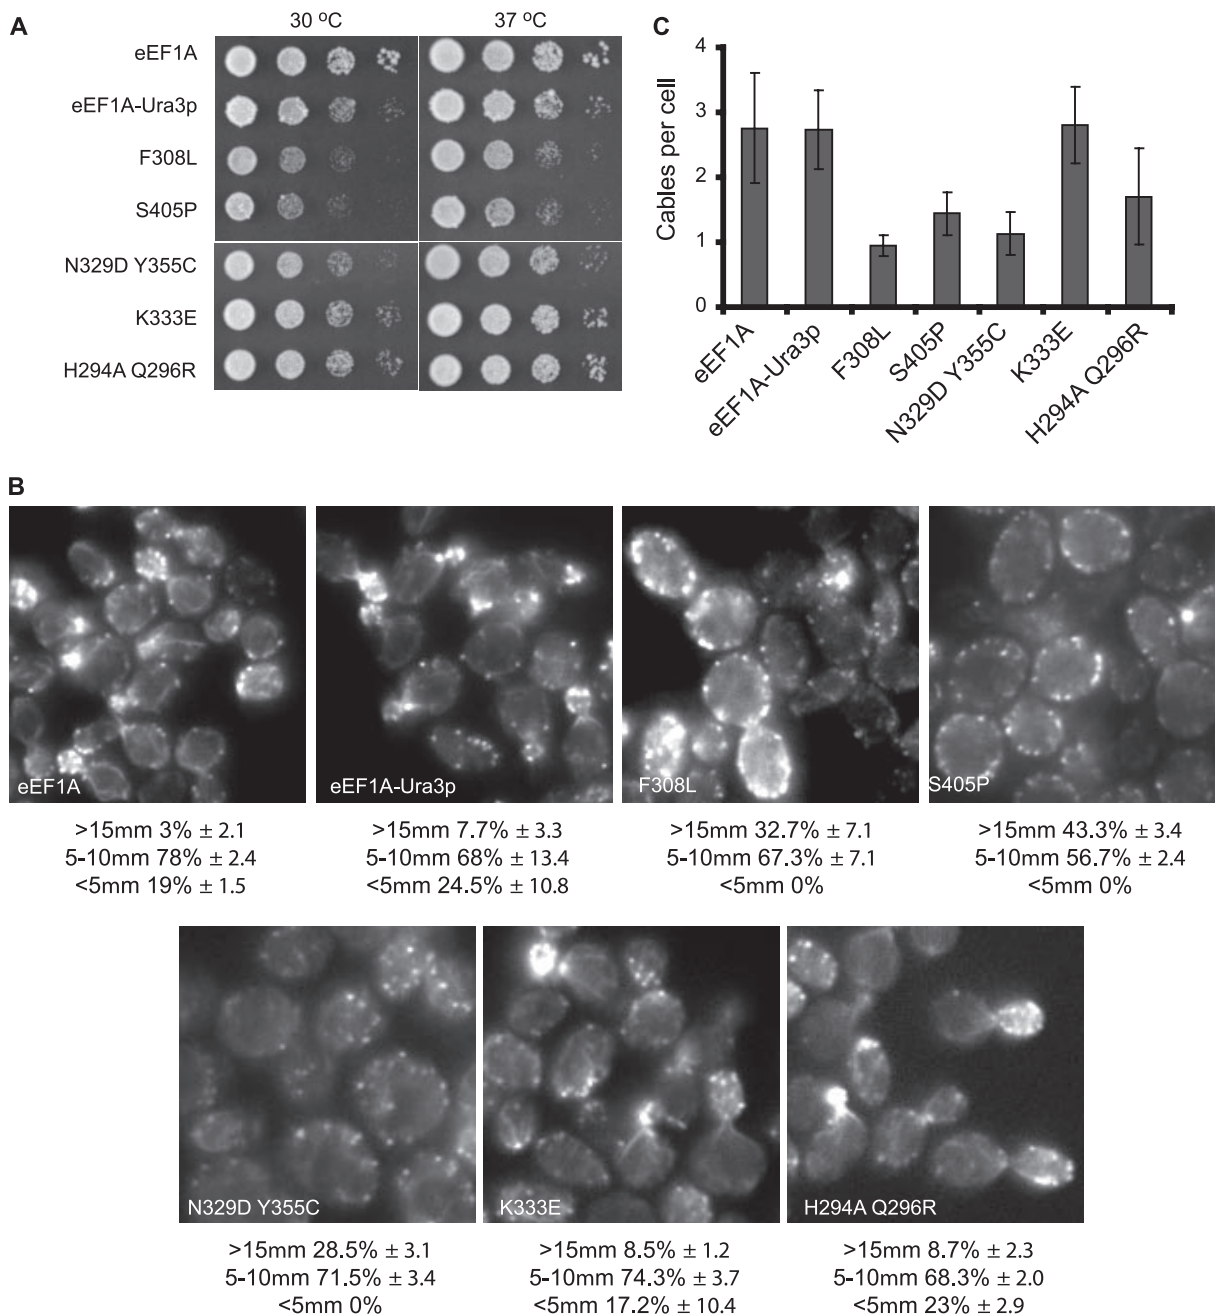 A
30 ºC
37 ºC
eEF1A
eEF1A-Ura3p
F308L
S405P
N329D Y355C
K333E
H294A Q296R
C
Cables per cell
4
3
2
1
0
eEF1A
eEF1A-Ura3p
F308L
S405P
N329D Y355C
K333E
H294A Q296R
B
eEF1A
>15mm 3% ± 2.1
5-10mm 78% ± 2.4
<5mm 19% ± 1.5
eEF1A-Ura3p
>15mm 7.7% ± 3.3
5-10mm 68% ± 13.4
<5mm 24.5% ± 10.8
F308L
>15mm 32.7% ± 7.1
5-10mm 67.3% ± 7.1
<5mm 0%
S405P
>15mm 43.3% ± 3.4
5-10mm 56.7% ± 2.4
<5mm 0%
N329D Y355C
>15mm 28.5% ± 3.1
5-10mm 71.5% ± 3.4
<5mm 0%
K333E
>15mm 8.5% ± 1.2
5-10mm 74.3% ± 3.7
<5mm 17.2% ± 10.4
H294A Q296R
>15mm 8.7% ± 2.3
5-10mm 68.3% ± 2.0
<5mm 23% ± 2.9